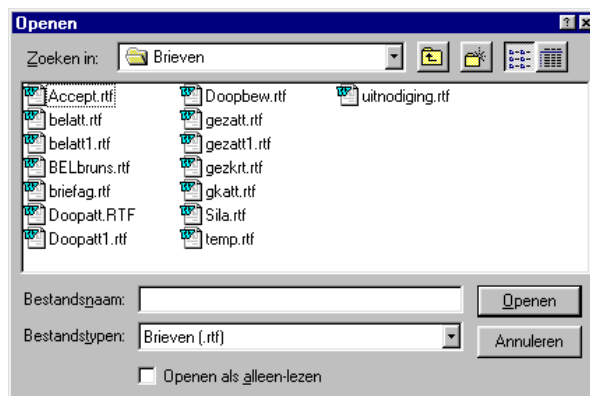 Openen
Zoeken in: Brieven
Accept.rtf Doopbew.rtf uitnodiging.rtf
belatt.rtf gezatt.rtf
belatt1.rtf gezatt1.rtf
BELbruns.rtf gezkrt.rtf
briefag.rtf gkatt.rtf
Doopatt.RTF Sila.rtf
Doopatt1.rtf temp.rtf
Bestandsnaam: Openen
Bestandstypen: Brieven (.rtf) Annuleren
Openen als alleen-lezen